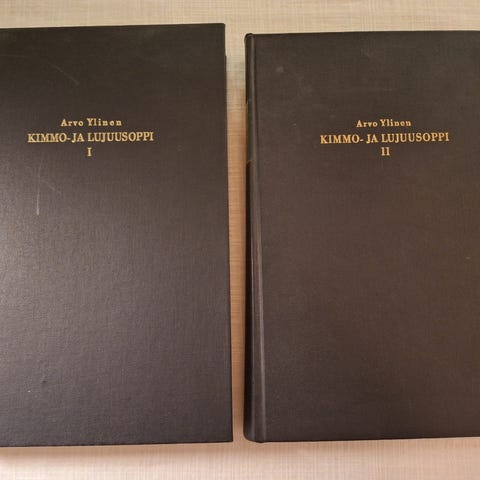 Arvo Ylinen
KIMMO- JA LUJUUSOPPI
I
Arvo Ylinen
KIMMO- JA LUJUUSOPPI
II